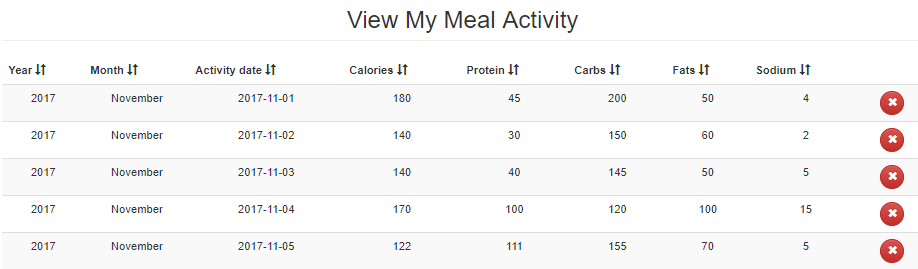 View My Meal Activity
Year Month Activity date Calories Protein Carbs Fats Sodium
2017 November 2017-11-01 180 45 200 50 4
2017 November 2017-11-02 140 30 150 60 2
2017 November 2017-11-03 140 40 145 50 5
2017 November 2017-11-04 170 100 120 100 15
2017 November 2017-11-05 122 111 155 70 5